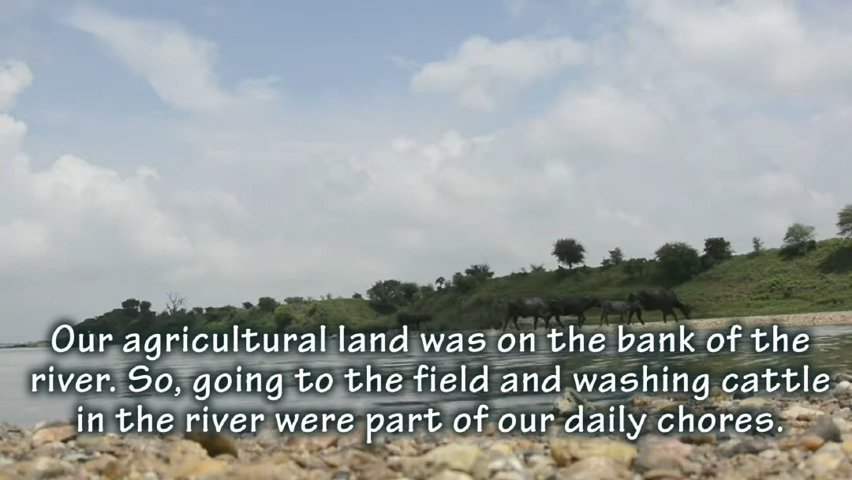 Our agricultural land was on the bank of the
river. So, going to the field and washing cattle
in the river were part of our daily chores.